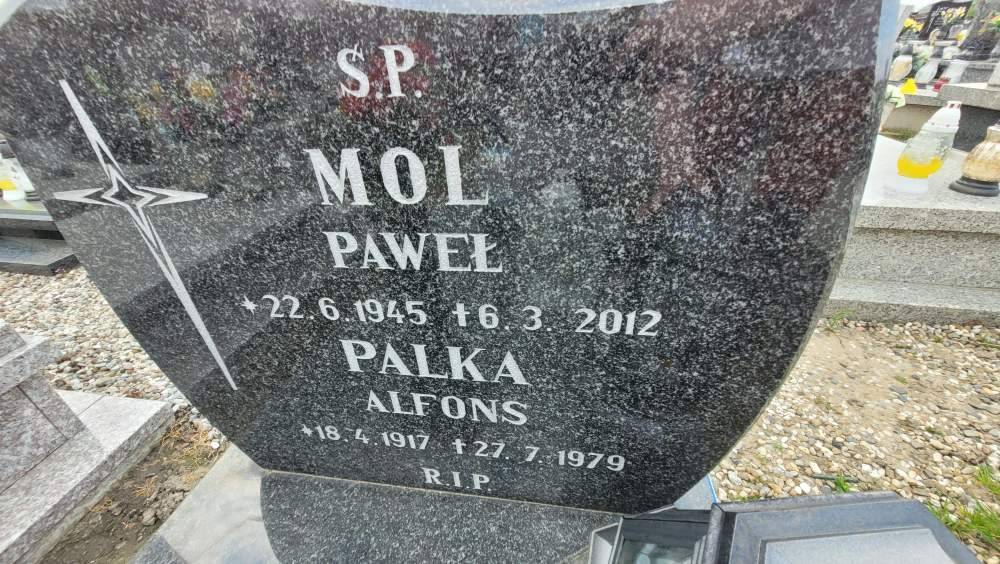 Ś.P.
MOL
PAWEŁ
*22.6.1945 †6.3.2012
PALKA
ALFONS
*18.4.1917 †27.7.1979.
R.I.P.